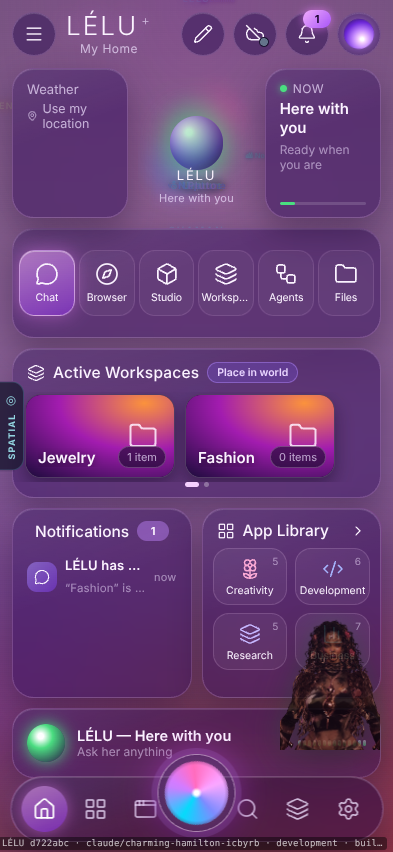 LÉLU +
My Home
1
Weather
Use my
location
LÉLU
Here with you
NOW
Here with
you
Ready when
you are
Chat
Browser
Studio
Worksp...
Agents
Files
Active Workspaces
Place in world
SPATIAL
Jewelry
1 item
Fashion
0 items
Notifications
1
LÉLU has ...
now
“Fashion” is ...
App Library
5
Creativity
6
Development
5
Research
7
LÉLU — Here with you
Ask her anything
LÉLU d722abc · claude/charming-hamilton-icbyrb · development · buil…